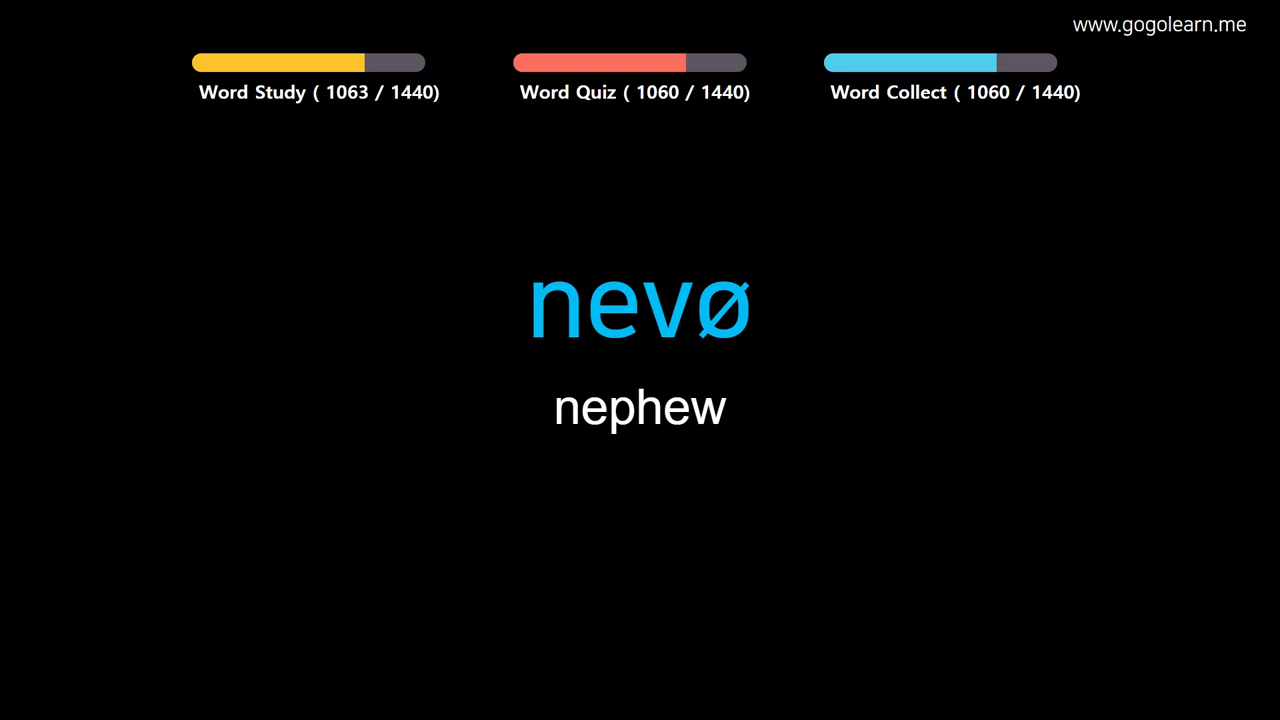 www.gogolearn.me
Word Study ( 1063 / 1440)
Word Quiz ( 1060 / 1440)
Word Collect ( 1060 / 1440)
nevø
nephew